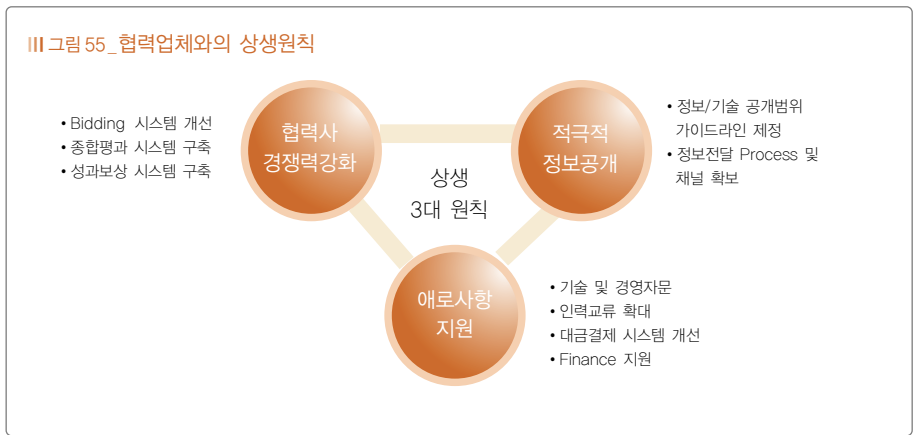 그림 55_협력업체와의 상생원칙
• Bidding 시스템 개선
• 종합평과 시스템 구축
• 성과보상 시스템 구축
협력사
경쟁력강화
적극적
정보공개
• 정보/기술 공개범위
가이드라인 제정
• 정보전달 Process 및
채널 확보
상생
3대 원칙
애로사항
지원
• 기술 및 경영자문
• 인력교류 확대
• 대금결제 시스템 개선
• Finance 지원